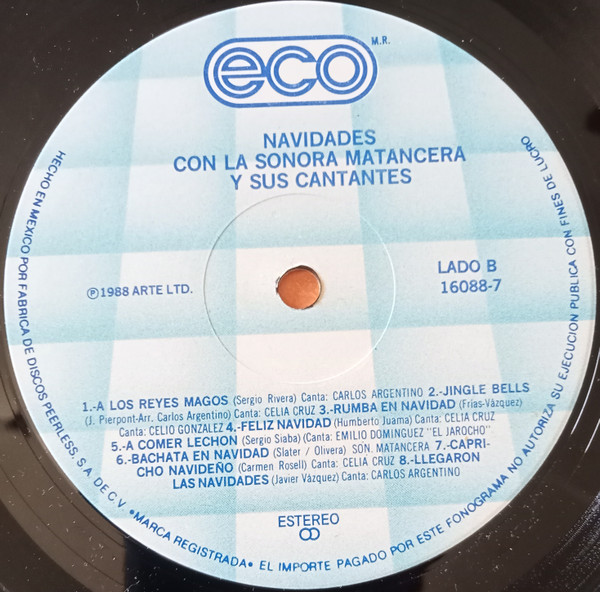 eco
M.R.
NAVIDADES
CON LA SONORA MATANCERA
Y SUS CANTANTES
℗1988 ARTE LTD.
LADO B
16088-7
1.-A LOS REYES MAGOS (Sergio Rivera) Canta: CARLOS ARGENTINO 2.-JINGLE BELLS
(J. Pierpont-Arr. Carlos Argentino) Canta: CELIA CRUZ 3.-RUMBA EN NAVIDAD (Frias-Vàzquez)
Canta: CELIO GONZALEZ 4.-FELIZ NAVIDAD (Humberto Juama) Canta: CELIA CRUZ
5.-A COMER LECHON (Sergio Siaba) (Canta: EMILIO DOMINGUEZ "EL JAROCHO)
6.-BACHATA EN NAVIDAD (Slater / Olivera) SON. MATANCERA 7.-CAPRI-
CHO NAVIDEÑO (Carmen Rosell) Canta: CELIA CRUZ 8.-LLEGARON
LAS NAVIDADES (Javier Vàzquez) Canta: CARLOS ARGENTINO
ESTEREO
HECHO EN MEXICO POR FABRICA DE DISCOS PEERLESS, S.A. DE C.V. •MARCA REGISTRADA• EL IMPORTE PAGADO POR ESTE FONOGRAMA NO AUTORIZA SU EJECUCION PUBLICA CON FINES DE LUCRO